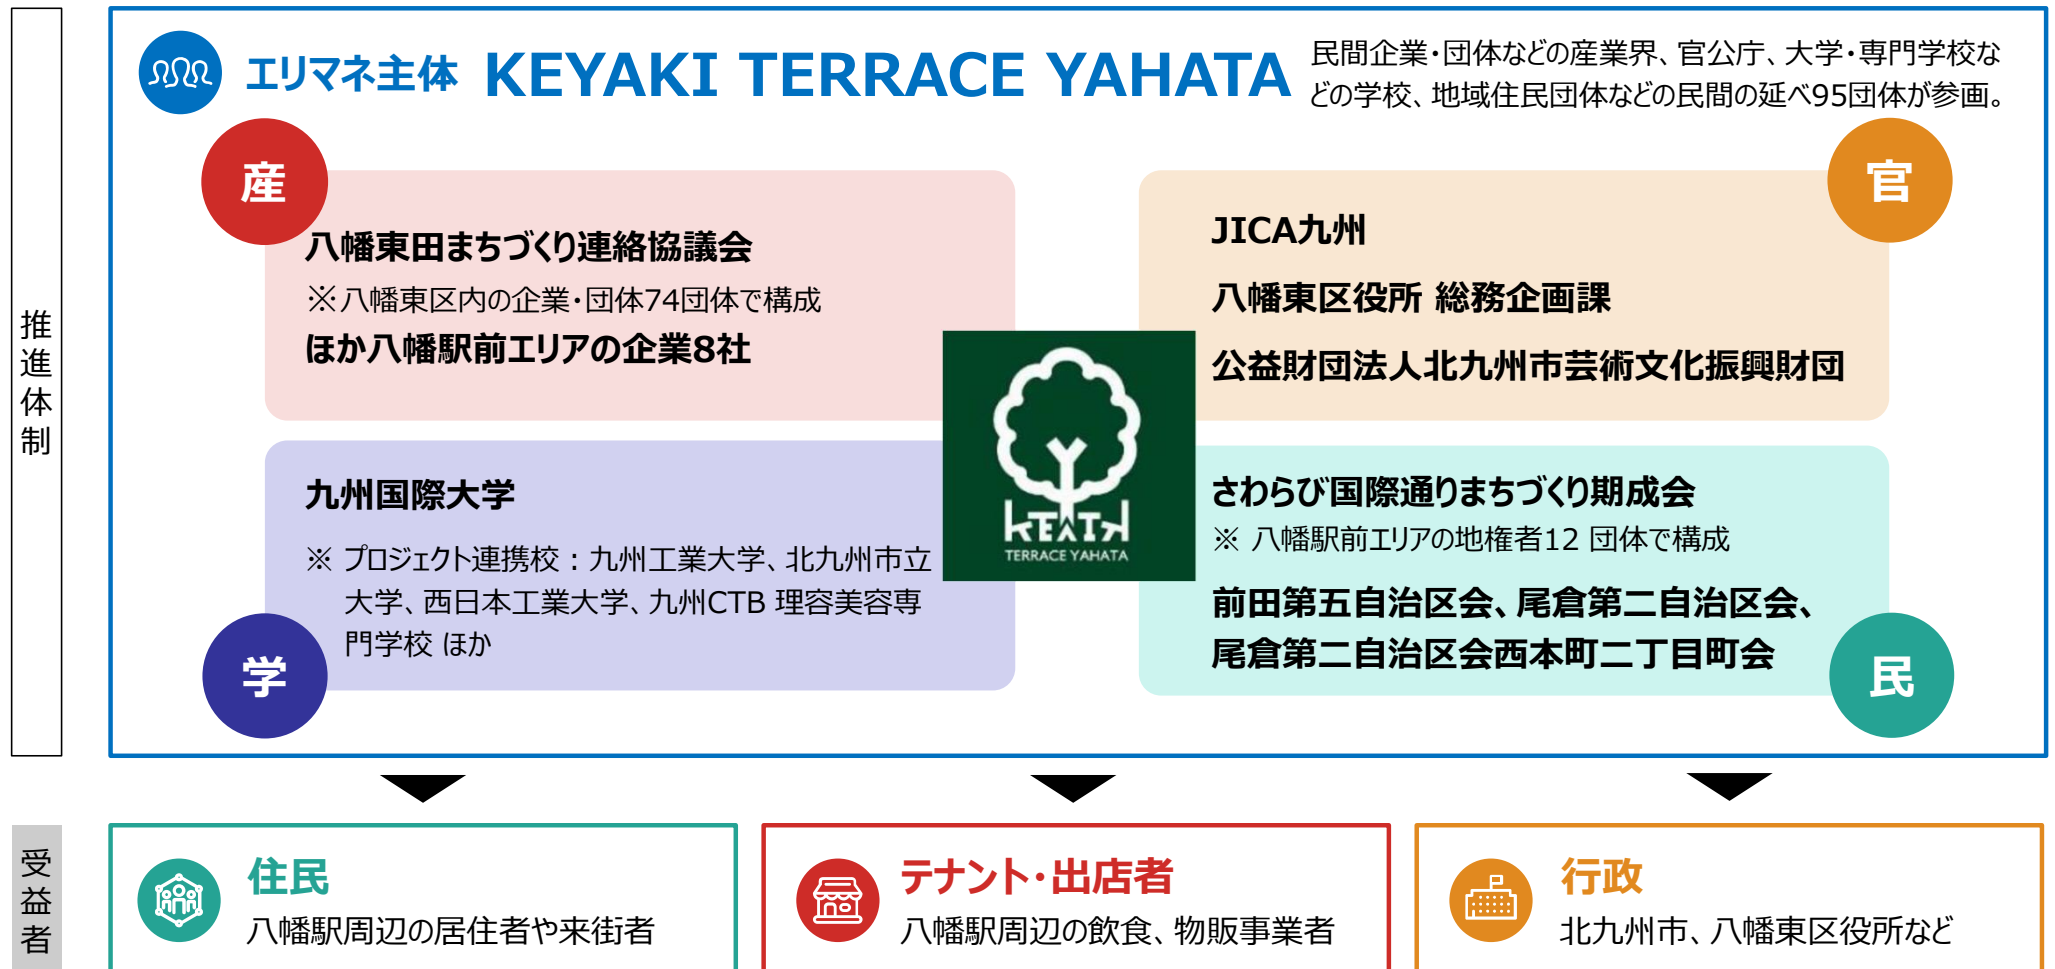 推進体制
エリマネ主体 KEYAKI TERRACE YAHATA
民間企業・団体などの産業界、官公庁、大学・専門学校な
どの学校、地域住民団体などの民間の延べ95団体が参画。
産
八幡東田まちづくり連絡協議会
※八幡東区内の企業・団体74団体で構成
ほか八幡駅前エリアの企業8社
官
JICA九州
八幡東区役所 総務企画課
公益財団法人北九州市芸術文化振興財団
KEYAKI
TERRACE YAHATA
九州国際大学
※ プロジェクト連携校：九州工業大学、北九州市立
大学、西日本工業大学、九州CTB 理容美容専
門学校 ほか
学
さわらび国際通りまちづくり期成会
※ 八幡駅前エリアの地権者12 団体で構成
前田第五自治区会、尾倉第二自治区会、
尾倉第二自治区会西本町二丁目町会
民
受益者
住民
八幡駅周辺の居住者や来街者
テナント・出店者
八幡駅周辺の飲食、物販事業者
行政
北九州市、八幡東区役所など